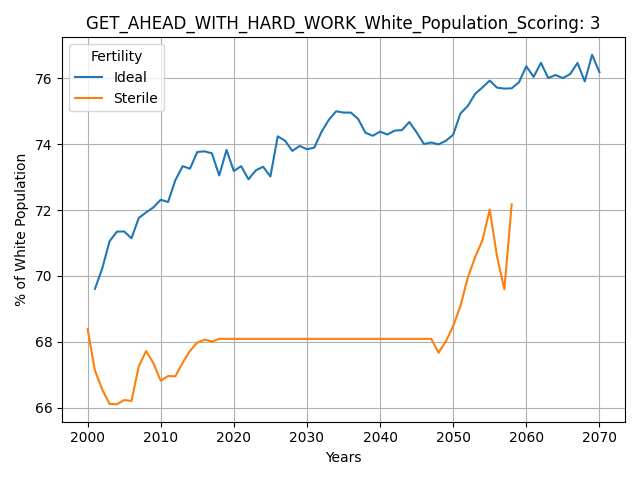 GET_AHEAD_WITH_HARD_WORK_White_Population_Scoring: 3
Fertility
Ideal
Sterile
% of White Population
76
74
72
70
68
66
2000 2010 2020 2030 2040 2050 2060 2070
Years